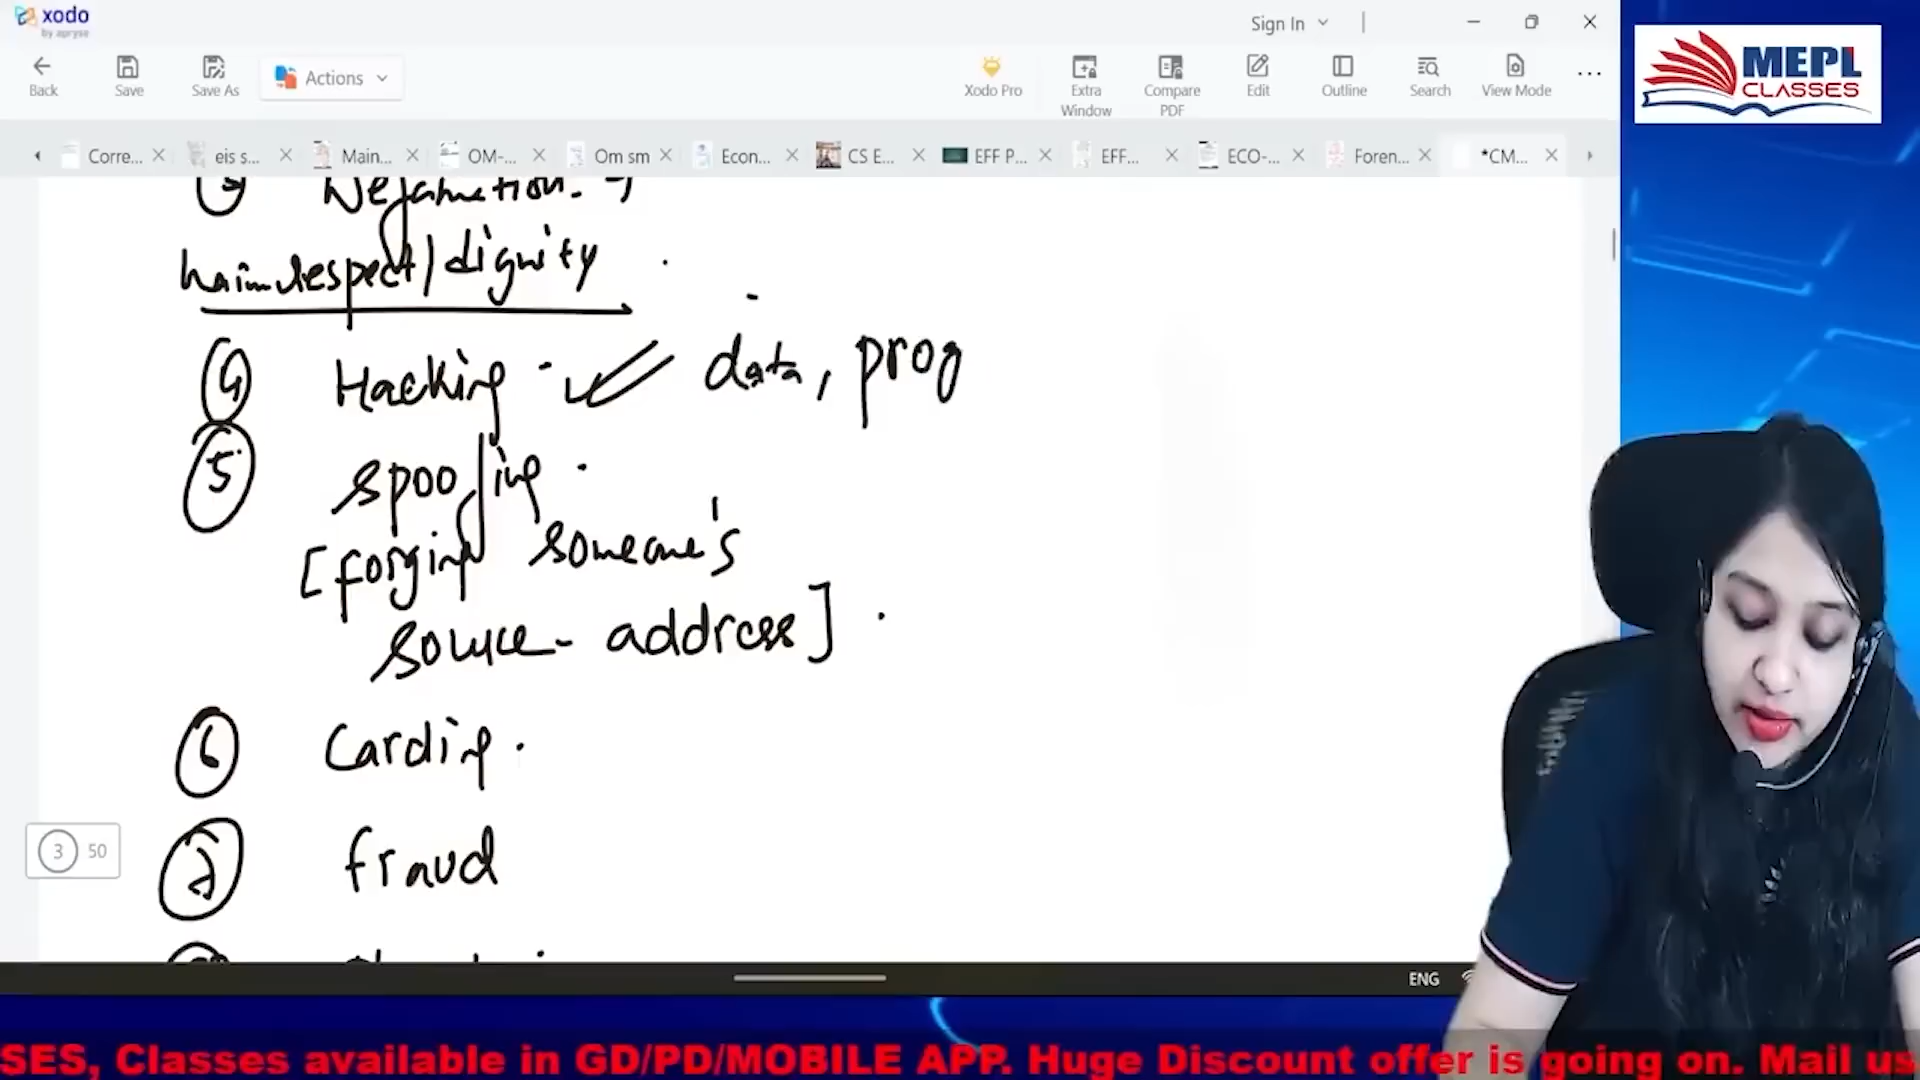 xodo
by apryse
Sign In
Back
Save
Save As
Actions
Xodo Pro
Extra Window
Compare PDF
Edit
Outline
Search
View Mode
Corre...
eis s...
Main...
OM-...
Om sm
Econ...
CS E...
EFF P...
EFF...
ECO-...
Foren...
*CM...
MEPL
CLASSES
respect/dignity
4 Hacking - data, prog
5 spoofing.
[forging someone's
source- address].
6 Carding.
fraud
3 50
ENG
SES, Classes available in GD/PD/MOBILE APP. Huge Discount offer is going on. Mail us